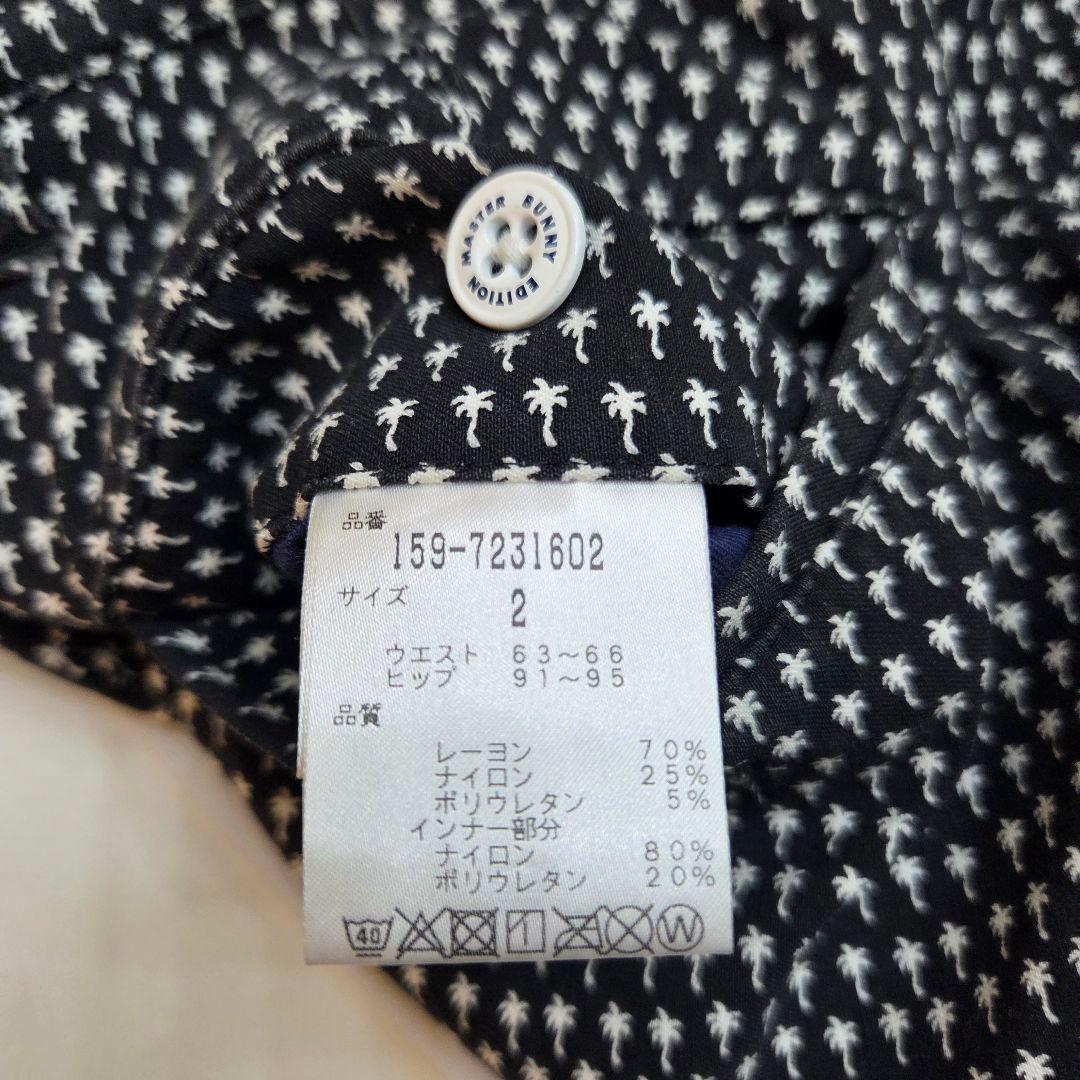 MASTER BUNNY EDITION
品番
159-7231602
サイズ 2
ウエスト 63～66
ヒップ 91～95
品質
レーヨン 70%
ナイロン 25%
ポリウレタン 5%
インナー部分
ナイロン 80%
ポリウレタン 20%
40 W